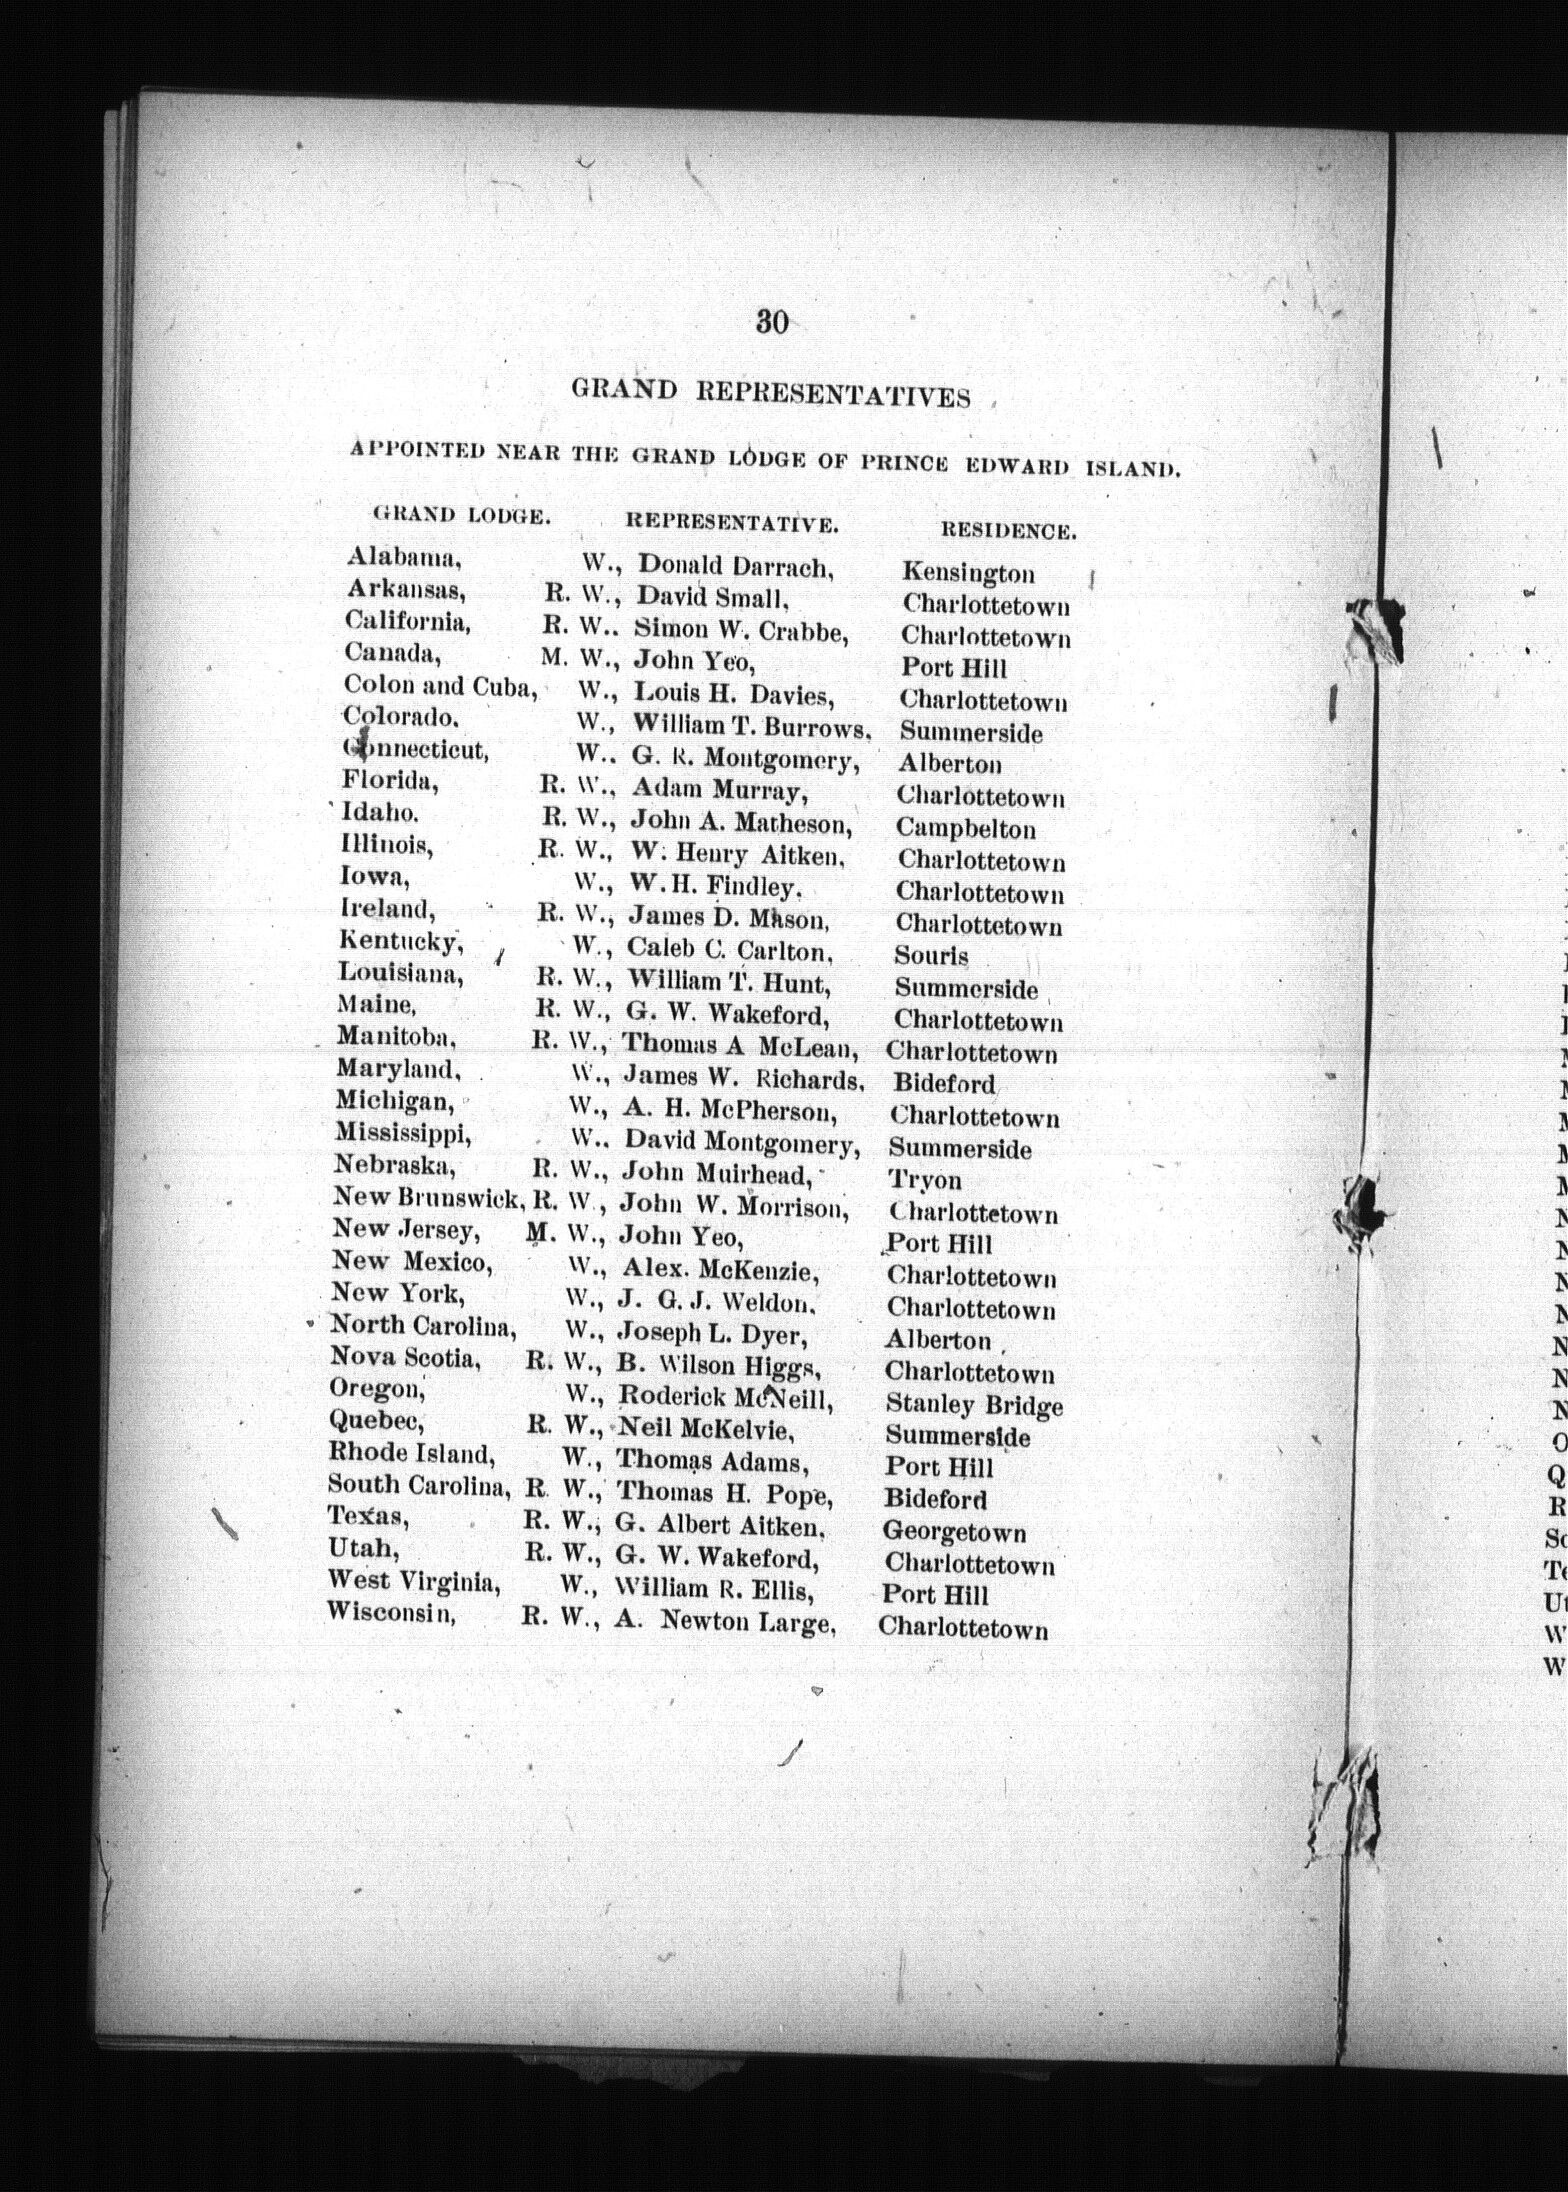 30
GRAND REPRESENTATIVES
APPOINTED NEAR THE GRAND LODGE OF PRINCE EDWARD ISLAND.
GRAND LODGE. REPRESENTATIVE. RESIDENCE.
Alabama, W., Donald Darrach, Kensington
Arkansas, R. W., David Small, Charlottetown
California, R. W.. Simon W. Crabbe, Charlottetown
Canada, M. W., John Yeo, Port Hill
Colon and Cuba, W., Louis H. Davies, Charlottetown
Colorado. W., William T. Burrows. Summerside
Connecticut, W.. G. R. Montgomery, Alberton
Florida, R. W., Adam Murray, Charlottetown
Idaho. R. W., John A. Matheson, Campbelton
Illinois, R. W., W. Henry Aitken, Charlottetown
Iowa, W., W. H. Findley. Charlottetown
Ireland, R. W., James D. Mason, Charlottetown
Kentucky, W., Caleb C. Carlton, Souris
Louisiana, R. W., William T. Hunt, Summerside
Maine, R. W., G. W. Wakeford, Charlottetown
Manitoba, R. W., Thomas A McLean, Charlottetown
Maryland, W., James W. Richards, Bideford
Michigan, W., A. H. McPherson, Charlottetown
Mississippi, W.. David Montgomery, Summerside
Nebraska, R. W., John Muirhead, Tryon
New Brunswick, R. W., John W. Morrison, Charlottetown
New Jersey, M. W., John Yeo, Port Hill
New Mexico, W., Alex. McKenzie, Charlottetown
New York, W., J. G. J. Weldon, Charlottetown
North Carolina, W., Joseph L. Dyer, Alberton
Nova Scotia, R. W., B. Wilson Higgs, Charlottetown
Oregon, W., Roderick McNeill, Stanley Bridge
Quebec, R. W., Neil McKelvie, Summerside
Rhode Island, W., Thomas Adams, Port Hill
South Carolina, R. W., Thomas H. Pope, Bideford
Texas, R. W., G. Albert Aitken, Georgetown
Utah, R. W., G. W. Wakeford, Charlottetown
West Virginia, W., William R. Ellis, Port Hill
Wisconsin, R. W., A. Newton Large, Charlottetown